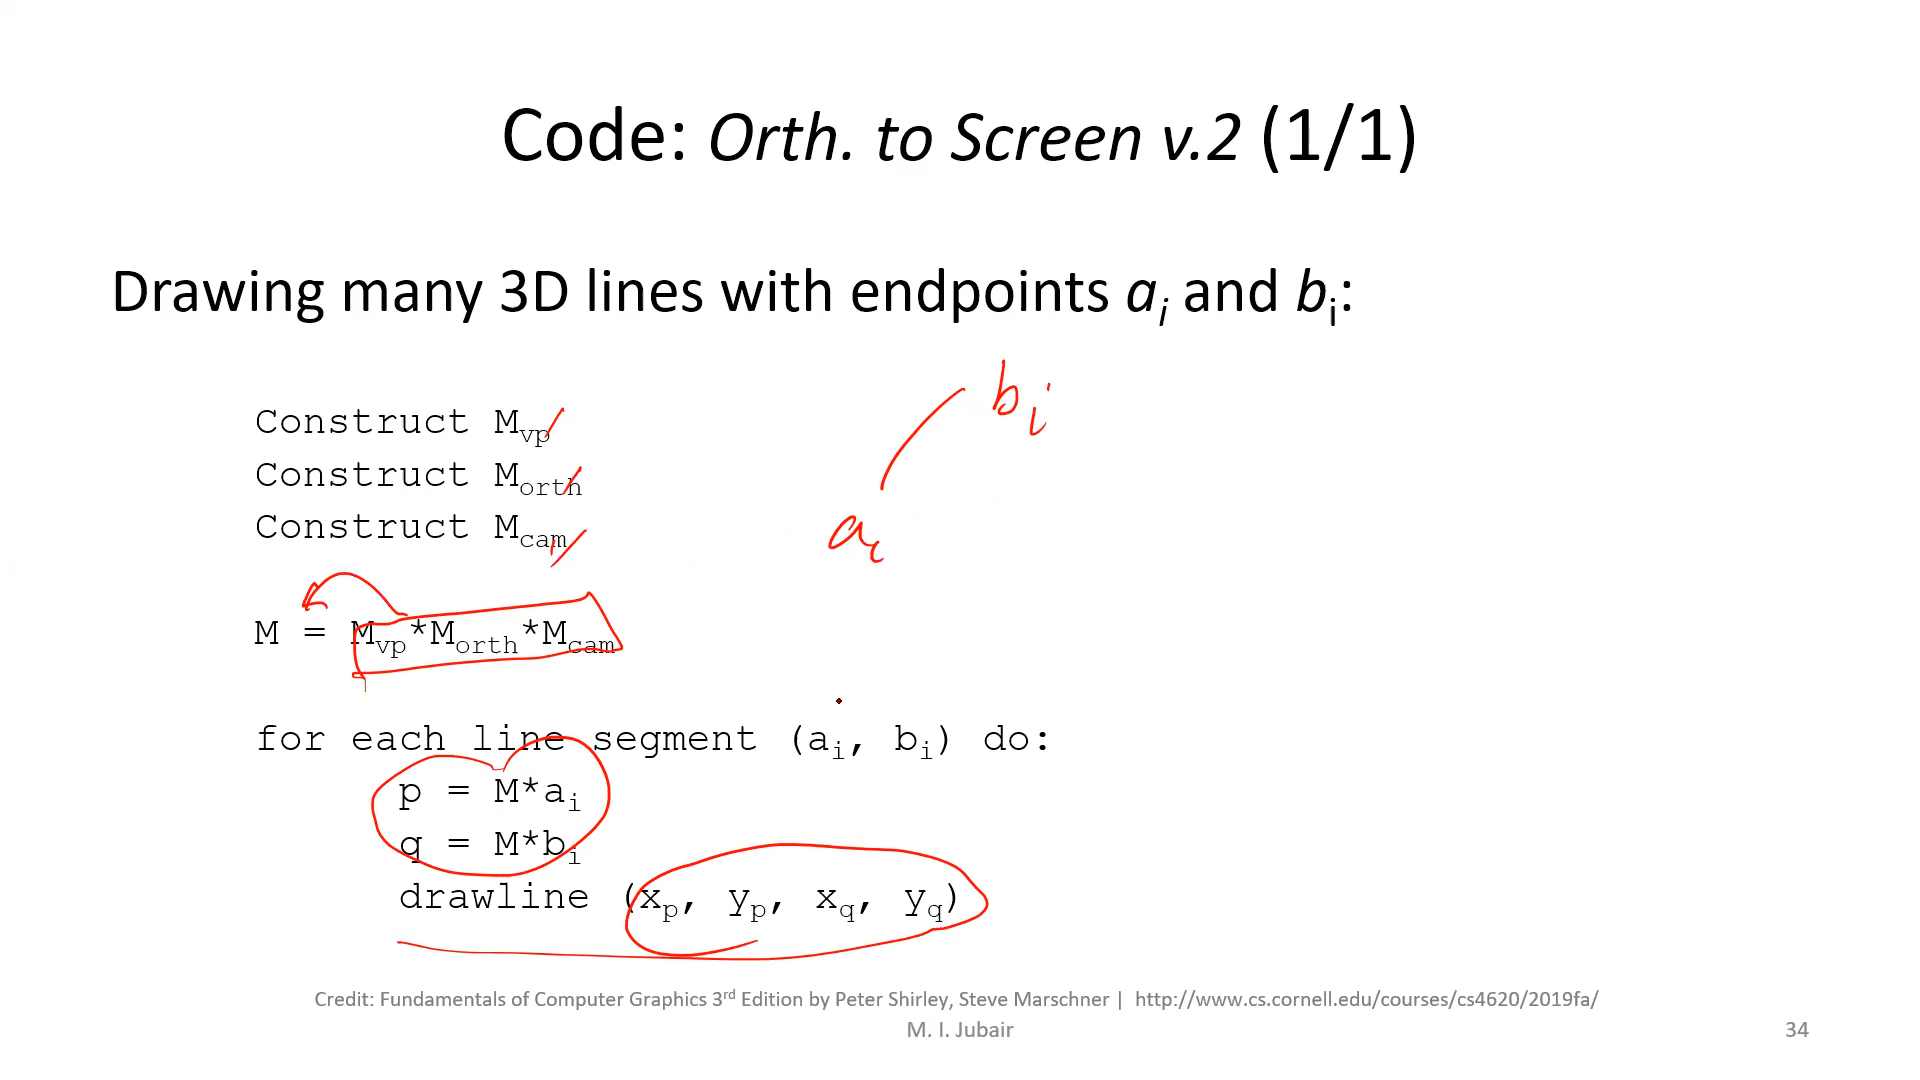 Code: Orth. to Screen v.2 (1/1)
Drawing many 3D lines with endpoints aᵢ and bᵢ:
bᵢ
Construct Mvp
Construct Morth
Construct Mcam
aᵢ
M = Mvp*Morth*Mcam
for each line segment (aᵢ, bᵢ) do:
p = M*aᵢ
q = M*bᵢ
drawline (xp, yp, xq, yq)
Credit: Fundamentals of Computer Graphics 3rd Edition by Peter Shirley, Steve Marschner | http://www.cs.cornell.edu/courses/cs4620/2019fa/
M. I. Jubair
34